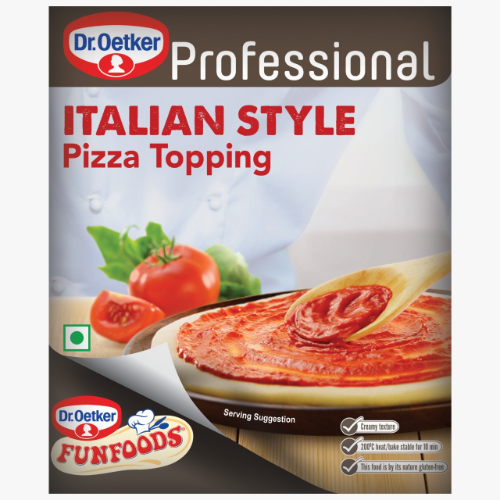 Dr.Oetker
Professional
ITALIAN STYLE
Pizza Topping
Serving Suggestion
Dr.Oetker
FUNFOODS
Creamy texture
200ºC heat/bake stable for 10 min
This food is by its nature gluten-free